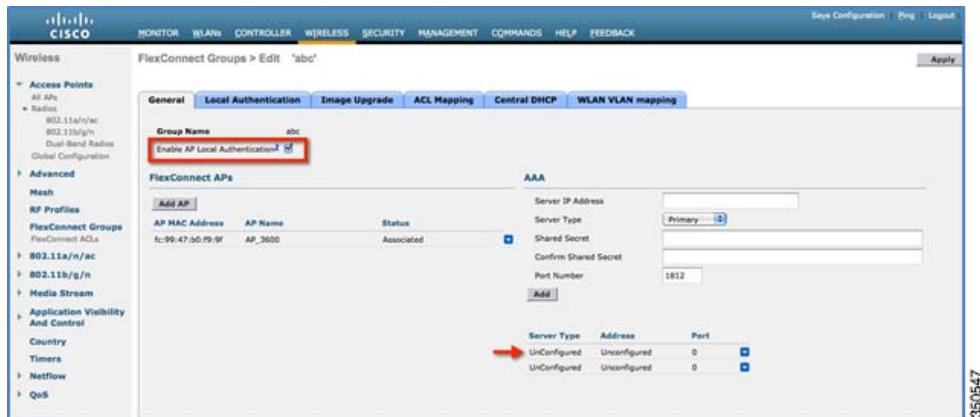 Save Configuration Ping Logout
CISCO
MONITOR WLANs CONTROLLER WIRELESS SECURITY MANAGEMENT COMMANDS HELP FEEDBACK
Wireless
FlexConnect Groups > Edit 'abc'
Apply
Access Points
All APs
Radios
802.11a/n/ac
802.11b/g/n
Dual-Band Radios
Global Configuration
Advanced
Mesh
RF Profiles
FlexConnect Groups
FlexConnect ACLs
802.11a/n/ac
802.11b/g/n
Media Stream
Application Visibility And Control
Country
Timers
Netflow
QoS
General Local Authentication Image Upgrade ACL Mapping Central DHCP WLAN VLAN mapping
Group Name abc
Enable AP Local Authentication2
FlexConnect APs
Add AP
AP MAC Address AP Name Status
fc:99:47:b0:f9:9f AP_3600 Associated
AAA
Server IP Address
Server Type Primary
Shared Secret
Confirm Shared Secret
Port Number 1812
Add
Server Type Address Port
UnConfigured Unconfigured 0
UnConfigured Unconfigured 0